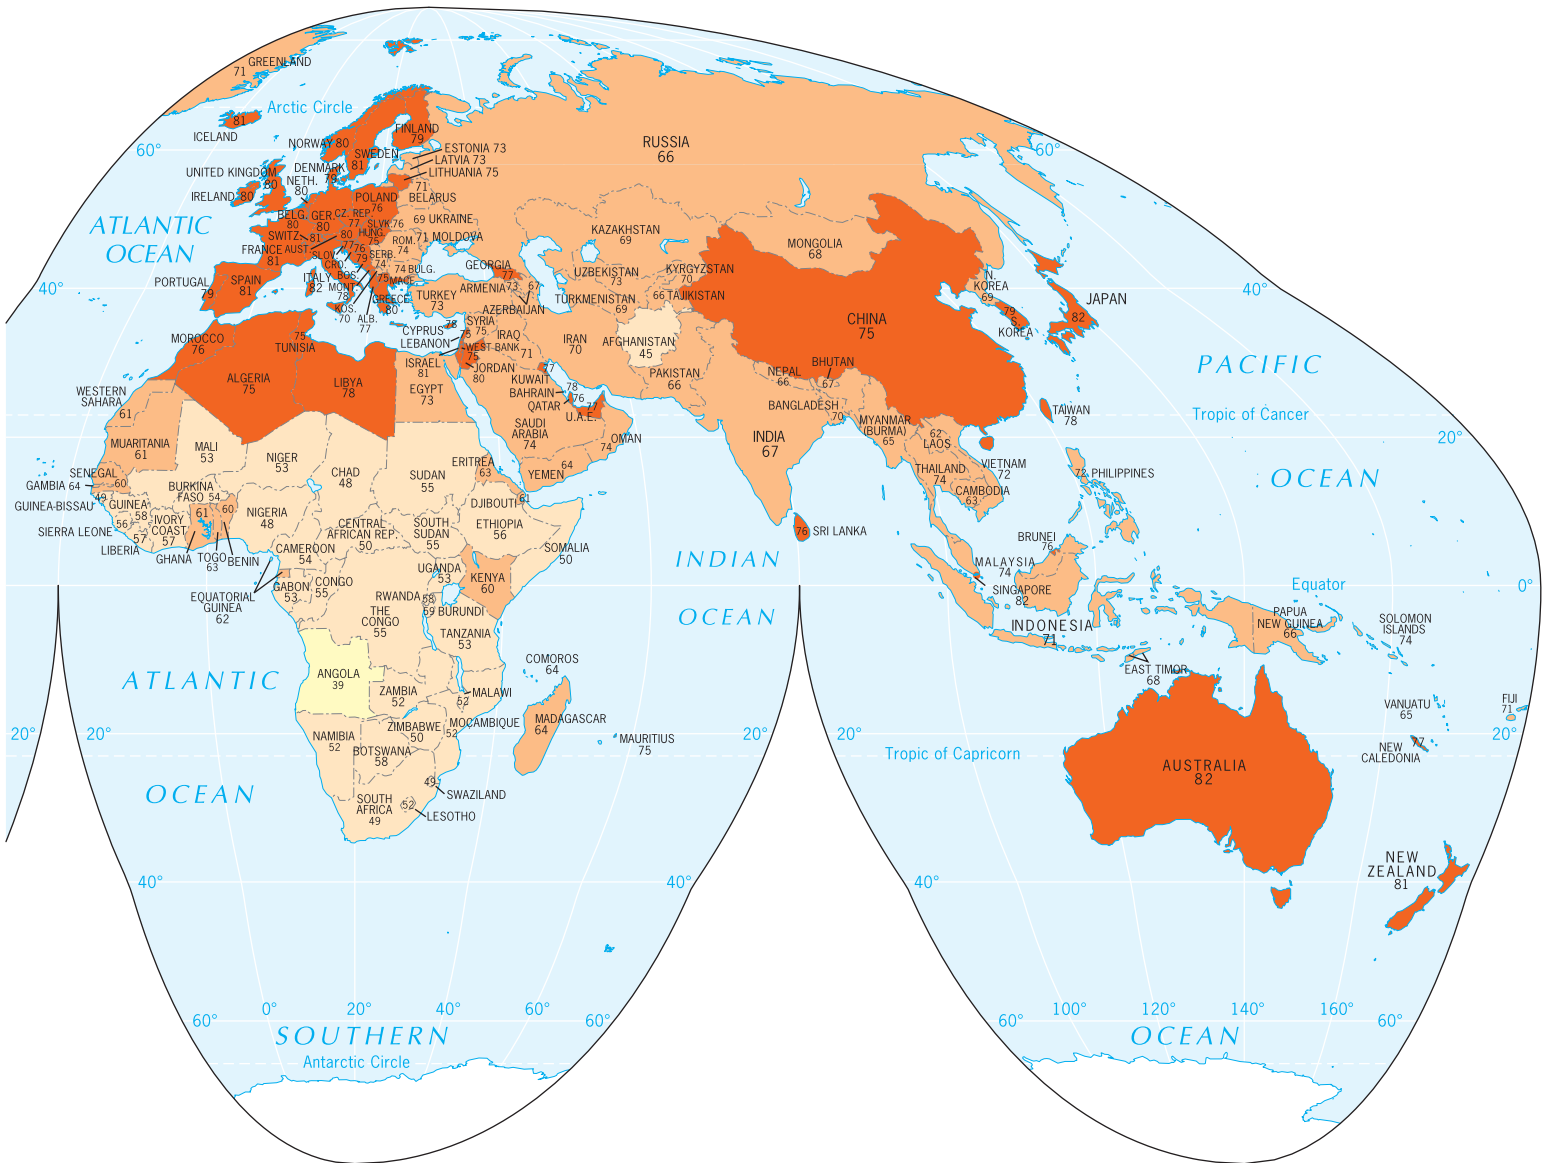 GREENLAND
71
Arctic Circle
81
ICELAND
60°
60°
NORWAY 80
FINLAND
79
SWEDEN
81
ESTONIA 73
LATVIA 73
LITHUANIA 75
RUSSIA
66
UNITED KINGDOM
80
DENMARK
79
NETH.
80
IRELAND 80
71
BELARUS
POLAND
76
BELG.
80
GER.
80
CZ. REP.
77
SLVK. 76
69 UKRAINE
ATLANTIC
OCEAN
SWITZ
81
FRANCE
81
AUST
80
HUNG.
75
ROM.
74
71 MOLDOVA
SLOV.
77
CRO.
76
BOS.
79
SERB.
74
74 BULG.
ITALY
82
MONT.
78
75 MACE.
KOS.
70
ALB.
77
GREECE
80
PORTUGAL
79
SPAIN
81
40°
40°
GEORGIA
77
ARMENIA 73
67
AZERBAIJAN
TURKEY
73
KAZAKHSTAN
69
UZBEKISTAN
73
KYRGYZSTAN
70
TURKMENISTAN
69
66 TAJIKISTAN
MONGOLIA
68
N.
KOREA
69
79
S.
KOREA
JAPAN
82
CHINA
75
MOROCCO
76
75
TUNISIA
CYPRUS 78
LEBANON 75
SYRIA
75
IRAQ
71
WEST BANK
75
ISRAEL
81
JORDAN
80
IRAN
70
AFGHANISTAN
45
PAKISTAN
66
NEPAL
66
BHUTAN
67
BANGLADESH
70
KUWAIT
77
BAHRAIN
78
QATAR
76
U.A.E.
77
PACIFIC
OCEAN
WESTERN
SAHARA
61
ALGERIA
75
LIBYA
78
EGYPT
73
SAUDI
ARABIA
74
OMAN
74
YEMEN
64
INDIA
67
MYANMAR
(BURMA)
65
62
LAOS
THAILAND
74
VIETNAM
72
CAMBODIA
63
TAIWAN
78
72 PHILIPPINES
Tropic of Cancer
20°
MUARITANIA
61
MALI
53
NIGER
53
CHAD
48
SUDAN
55
ERITREA
63
DJIBOUTI
61
SENEGAL
60
GAMBIA 64
49
GUINEA-BISSAU
GUINEA
58
BURKINA
FASO 54
56
SIERRA LEONE
57
LIBERIA
IVORY
COAST
57
61
GHANA
TOGO
63
60
BENIN
NIGERIA
48
CENTRAL
AFRICAN REP.
50
SOUTH
SUDAN
55
ETHIOPIA
56
SOMALIA
50
CAMEROON
54
EQUATORIAL
GUINEA
62
GABON
53
CONGO
55
UGANDA
53
KENYA
60
RWANDA 58
59 BURUNDI
THE
CONGO
55
TANZANIA
53
76 SRI LANKA
INDIAN
OCEAN
BRUNEI
76
MALAYSIA
74
SINGAPORE
82
INDONESIA
71
EAST TIMOR
68
PAPUA
NEW GUINEA
66
SOLOMON
ISLANDS
74
Equator
0°
ATLANTIC
OCEAN
ANGOLA
39
ZAMBIA
52
MALAWI
52
MOCAMBIQUE
52
COMOROS
64
MADAGASCAR
64
MAURITIUS
75
NAMIBIA
52
ZIMBABWE
50
BOTSWANA
58
49
SWAZILAND
SOUTH
AFRICA
49
52
LESOTHO
20°
20°
20°
20°
20°
Tropic of Capricorn
AUSTRALIA
82
VANUATU
65
FIJI
71
NEW
CALEDONIA
77
NEW
ZEALAND
81
40°
40°
40°
60°
0°
20°
40°
60°
60°
60°
100°
120°
140°
160°
60°
SOUTHERN
OCEAN
Antarctic Circle